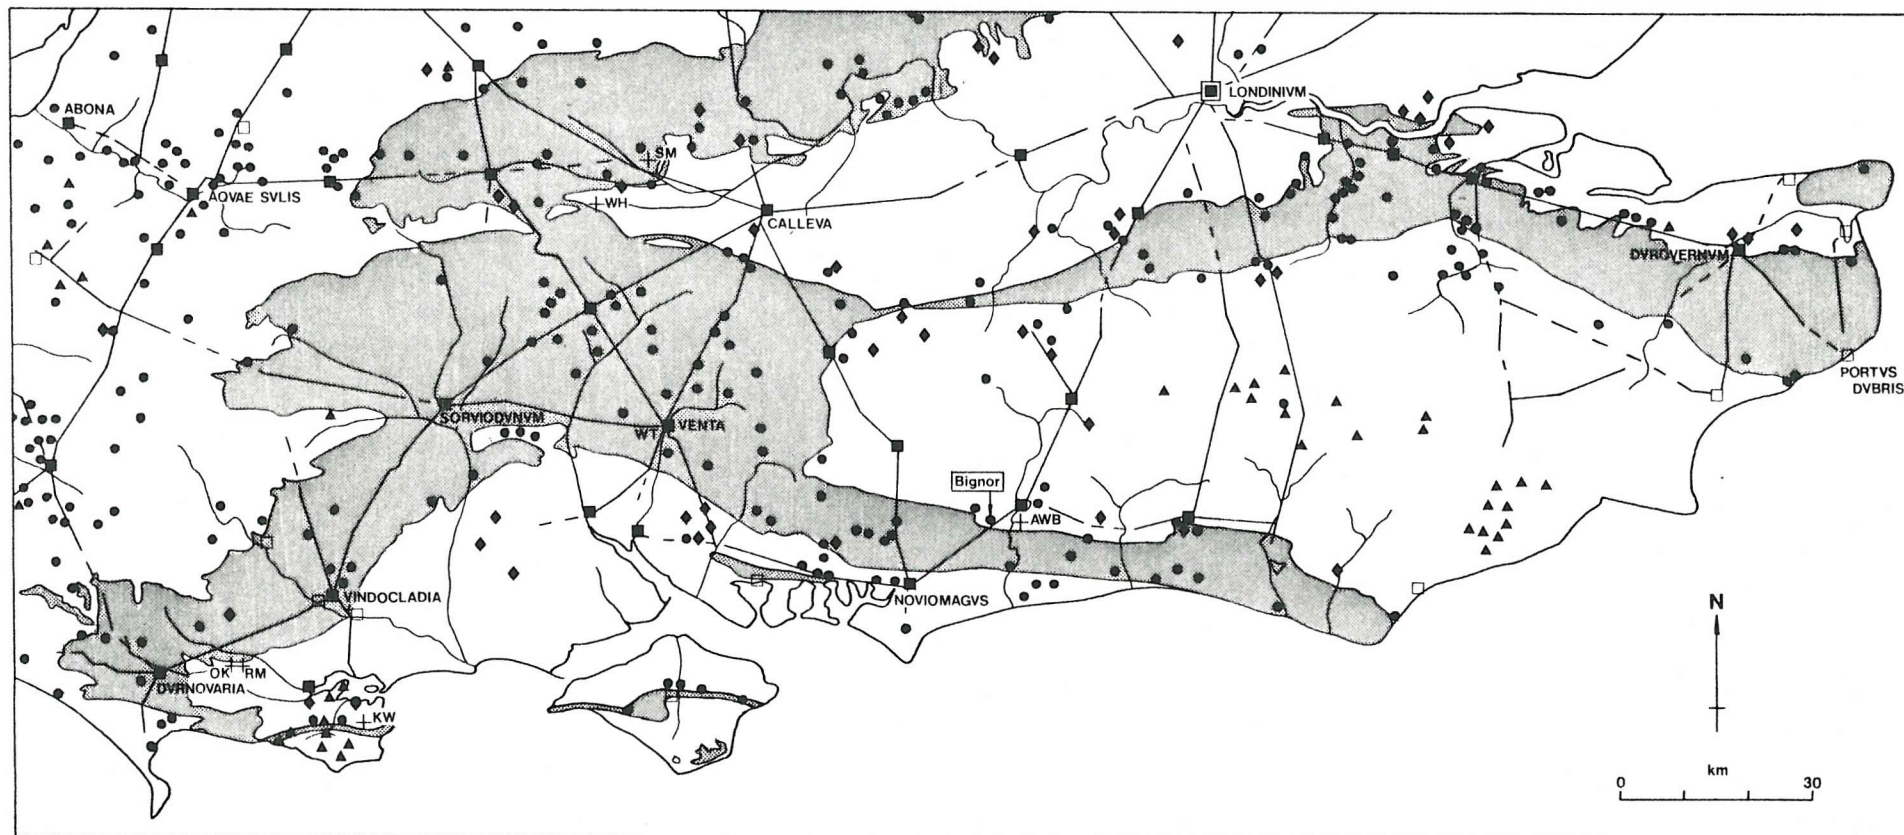 ABONA
LONDINIVM
SM
AQVAE SVLIS
WH
CALLEVA
DVROVERNVM
PORTVS
DVBRIS
SORVIODVNVM
WT
VENTA
Bignor
AWB
VINDOCLADIA
NOVIOMAGVS
N
OK
RM
DVRNOVARIA
KW
km
0
30